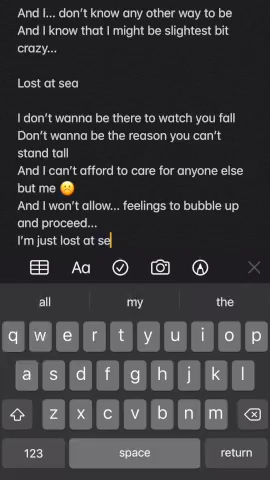 And I... don't know any other way to be
And I know that I might be slightest bit
crazy...
Lost at sea
I don't wanna be there to watch you fall
Don't wanna be the reason you can't
stand tall
And I can't afford to care for anyone else
but me ☹️
And I won't allow... feelings to bubble up
and proceed...
I'm just lost at se
Aa
all my the
q w e r t y u i o p
a s d f g h j k l
z x c v b n m
123 space return